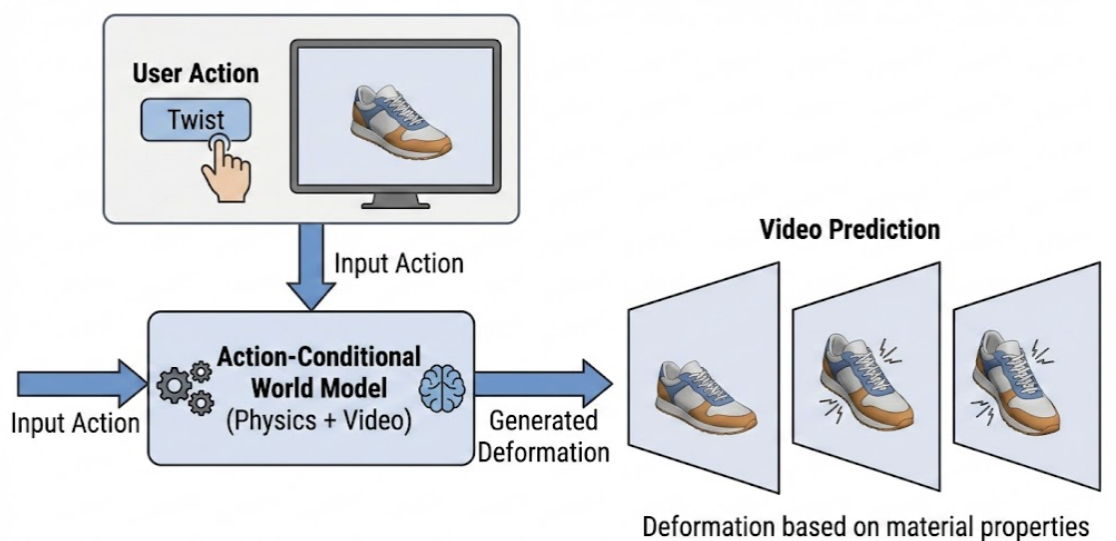 User Action
Twist
Input Action
Video Prediction
Input Action
Action-Conditional
World Model
(Physics + Video)
Generated
Deformation
Deformation based on material properties